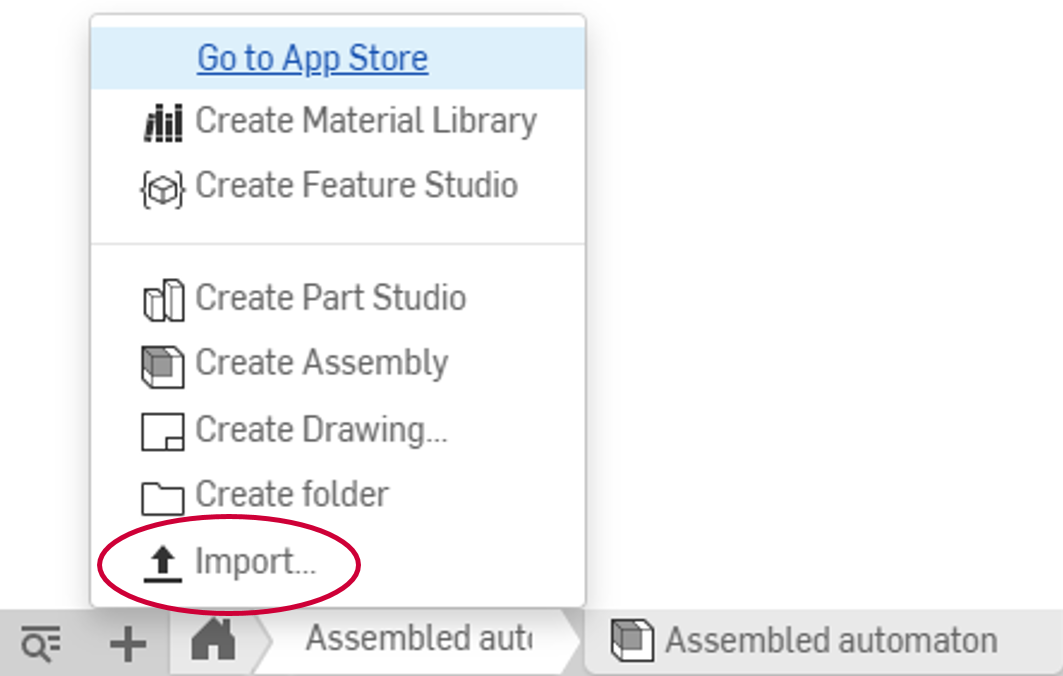 Go to App Store
Create Material Library
Create Feature Studio
Create Part Studio
Create Assembly
Create Drawing...
Create folder
Import...
Assembled auto
Assembled automaton